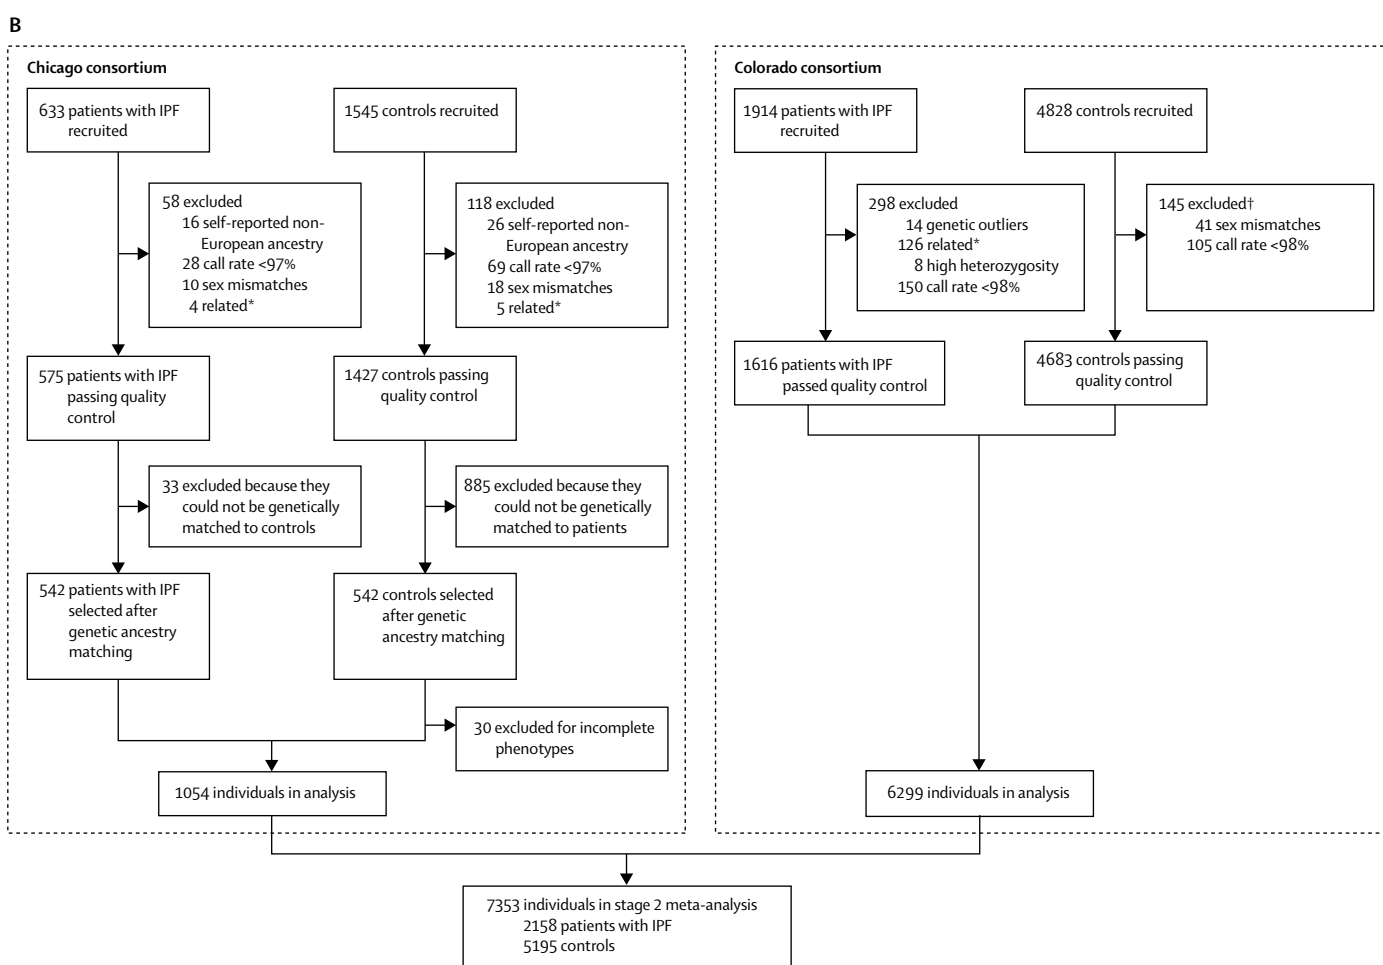 B
Chicago consortium
633 patients with IPF
recruited
1545 controls recruited
58 excluded
16 self-reported non-
European ancestry
28 call rate <97%
10 sex mismatches
4 related*
118 excluded
26 self-reported non-
European ancestry
69 call rate <97%
18 sex mismatches
5 related*
575 patients with IPF
passing quality
control
1427 controls passing
quality control
33 excluded because they
could not be genetically
matched to controls
885 excluded because they
could not be genetically
matched to patients
542 patients with IPF
selected after
genetic ancestry
matching
542 controls selected
after genetic
ancestry matching
30 excluded for incomplete
phenotypes
1054 individuals in analysis
Colorado consortium
1914 patients with IPF
recruited
4828 controls recruited
298 excluded
14 genetic outliers
126 related*
8 high heterozygosity
150 call rate <98%
145 excluded†
41 sex mismatches
105 call rate <98%
1616 patients with IPF
passed quality control
4683 controls passing
quality control
6299 individuals in analysis
7353 individuals in stage 2 meta-analysis
2158 patients with IPF
5195 controls